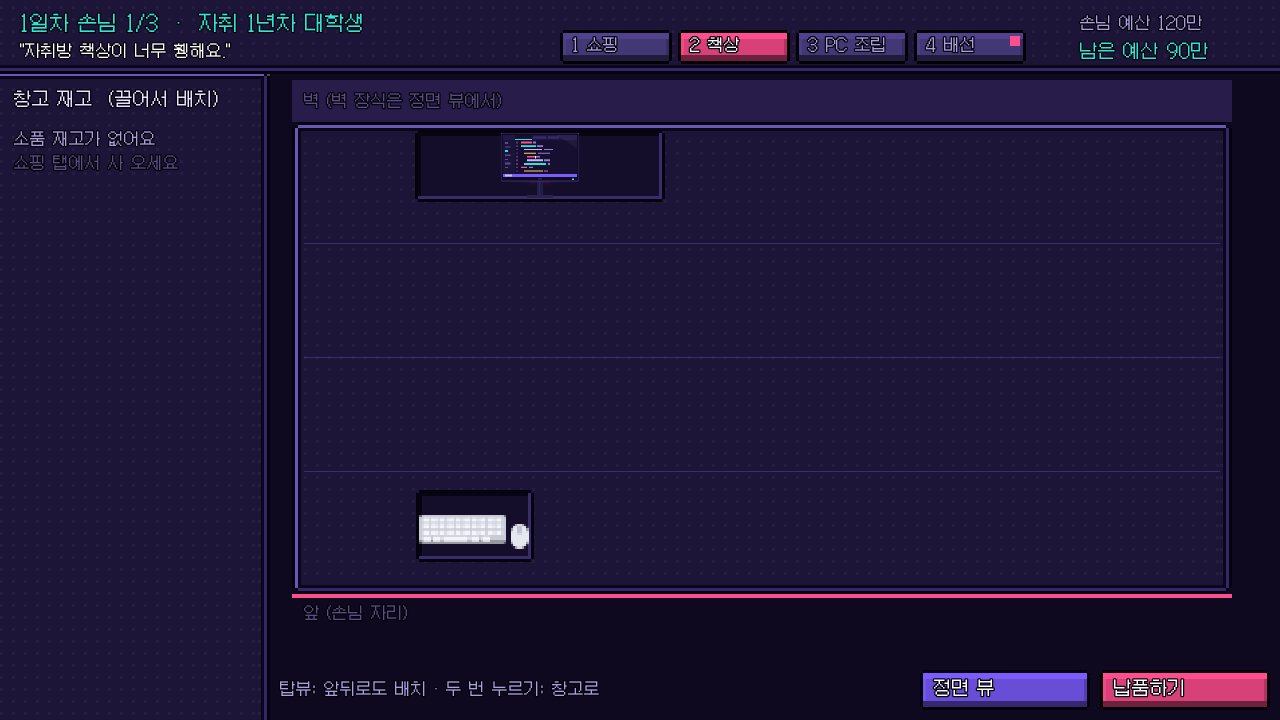 1일차 손님 1/3 · 자취 1년차 대학생
"자취방 책상이 너무 휑해요."
1 쇼핑
2 책상
3 PC 조립
4 배선
손님 예산 120만
남은 예산 90만
창고 재고 (끌어서 배치)
소품 재고가 없어요
쇼핑 탭에서 사 오세요
벽 (벽 장식은 정면 뷰에서)
앞 (손님 자리)
탑뷰: 앞뒤로도 배치 · 두 번 누르기: 창고로
정면 뷰
납품하기